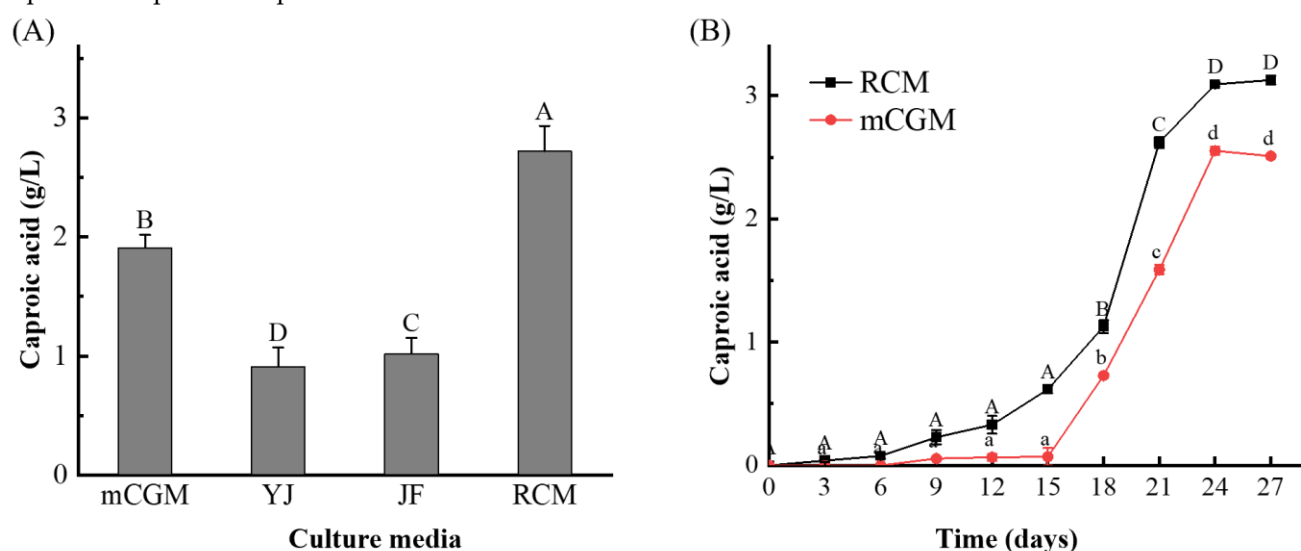 (A)
Caproic acid (g/L)
3
2
1
0
B
D
C
A
mCGM YJ JF RCM
Culture media
(B)
RCM
mCGM
Caproic acid (g/L)
3
2
1
0
A A A A A A B C D D
a a a a a b c d d
0 3 6 9 12 15 18 21 24 27
Time (days)